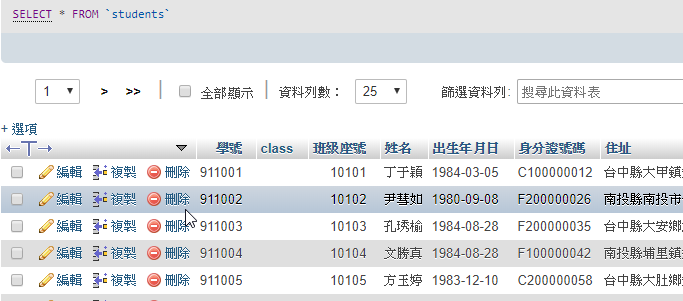 SELECT * FROM `students`
1 > >> 全部顯示 資料列數： 25 篩選資料列: 搜尋此資料表
+ 選項
←T→ 學號 class 班級座號 姓名 出生年月日 身分證號碼 住址
編輯 複製 刪除 911001 10101 丁于穎 1984-03-05 C100000012 台中縣大甲鎮
編輯 複製 刪除 911002 10102 尹彗如 1980-09-08 F200000026 南投縣南投市
編輯 複製 刪除 911003 10103 孔琇榆 1984-08-28 F200000035 台中縣大安鄉
編輯 複製 刪除 911004 10104 文勝真 1984-08-28 F100000042 南投縣埔里鎮
編輯 複製 刪除 911005 10105 方玉婷 1983-12-10 C200000058 台中縣大肚鄉